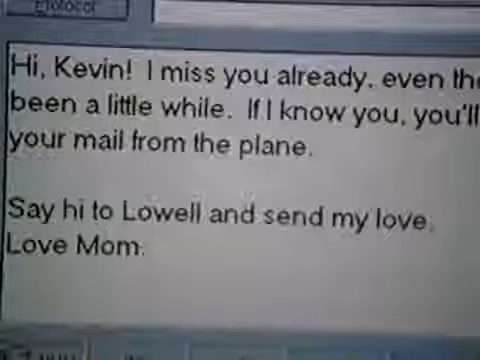 Protocol
Hi, Kevin! I miss you already, even
been a little while. If I know you, you'll
your mail from the plane.
Say hi to Lowell and send my love.
Love Mom.